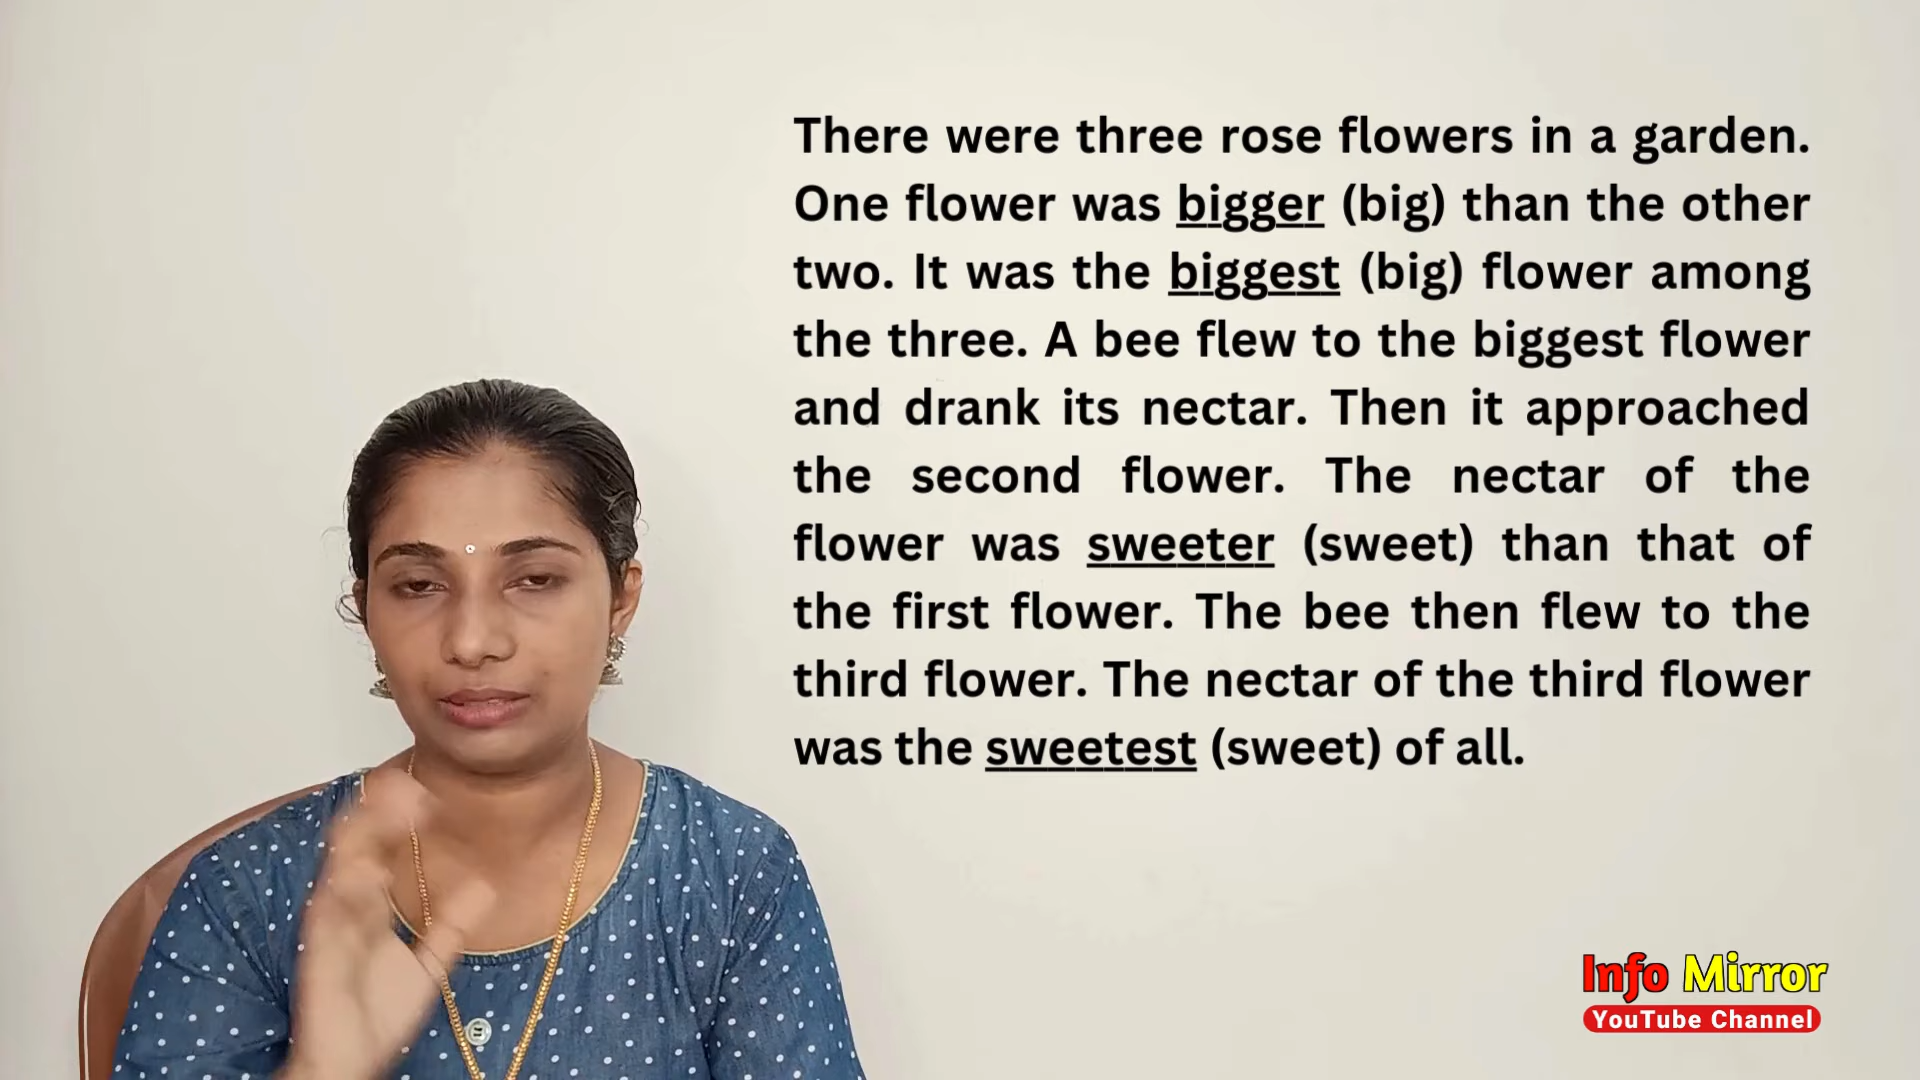 There were three rose flowers in a garden.
One flower was bigger (big) than the other
two. It was the biggest (big) flower among
the three. A bee flew to the biggest flower
and drank its nectar. Then it approached
the second flower. The nectar of the
flower was sweeter (sweet) than that of
the first flower. The bee then flew to the
third flower. The nectar of the third flower
was the sweetest (sweet) of all.
Info Mirror
YouTube Channel